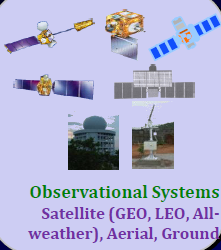 Observational Systems
Satellite (GEO, LEO, All-
weather), Aerial, Ground